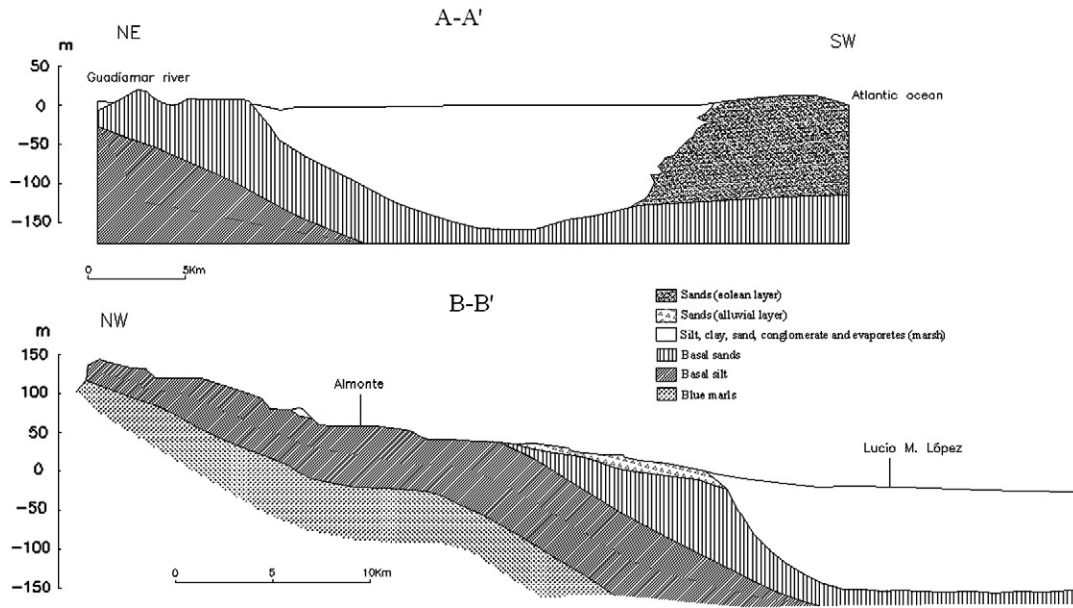 A-A'
NE
SW
m
50
Guadíamar river
0
Atlantic ocean
-50
-100
-150
0 5Km
B-B'
NW
m
Sands (eolean layer)
Sands (alluvial layer)
Silt, clay, sand, conglomerate and evaporetes (marsh)
Basal sands
Basal silt
Blue marls
150
100
Almonte
50
Lucio M. López
0
-50
-100
0 5 10Km
-150